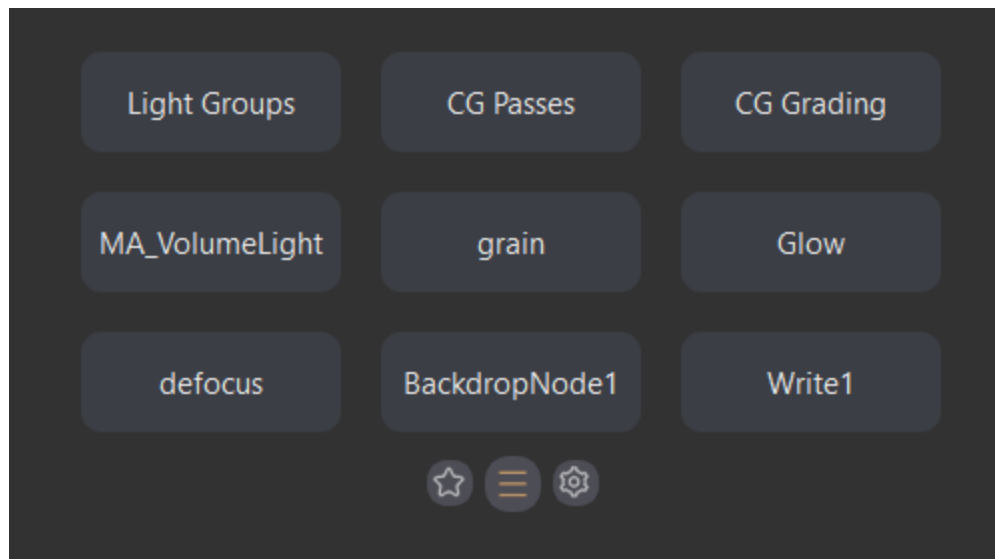 Light Groups
CG Passes
CG Grading
MA_VolumeLight
grain
Glow
defocus
BackdropNode1
Write1